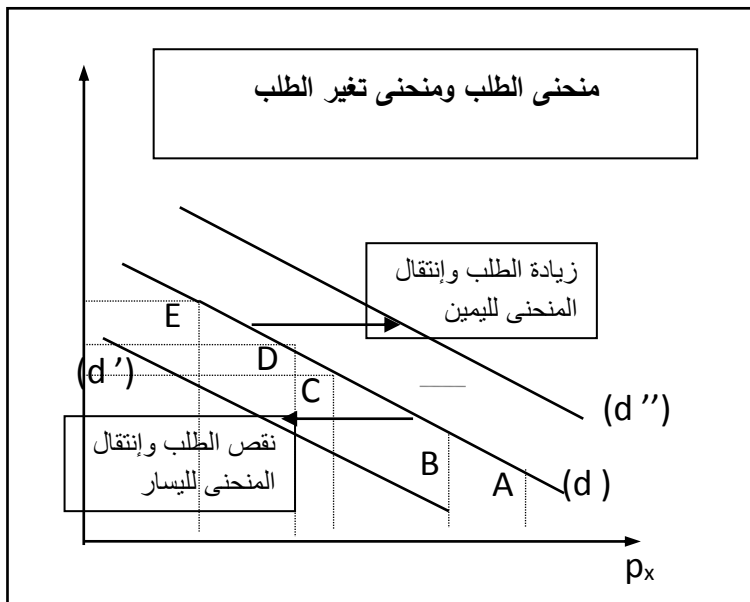 منحنى الطلب ومنحنى تغير الطلب
زيادة الطلب وإنتقال
المنحنى لليمين
E
D
(d ')
C
(d ’’)
نقص الطلب وإنتقال
المنحنى لليسار
B
A
(d )
px